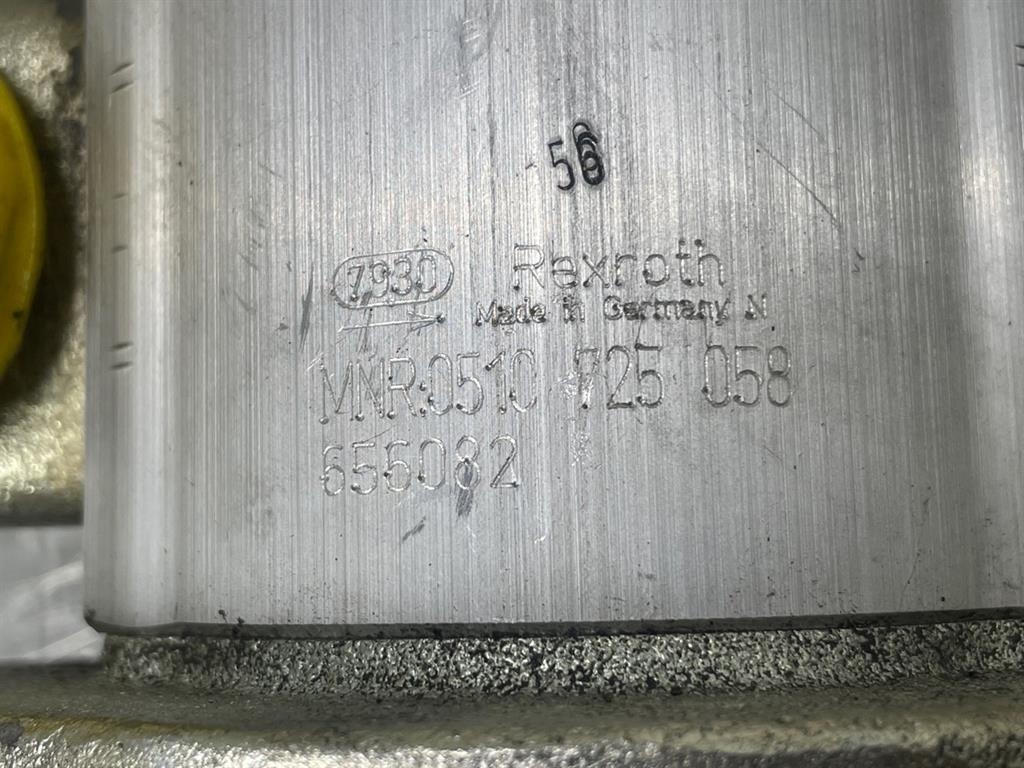 56
7930 Rexroth
Made in Germany N
MNR:0510 725 058
656082